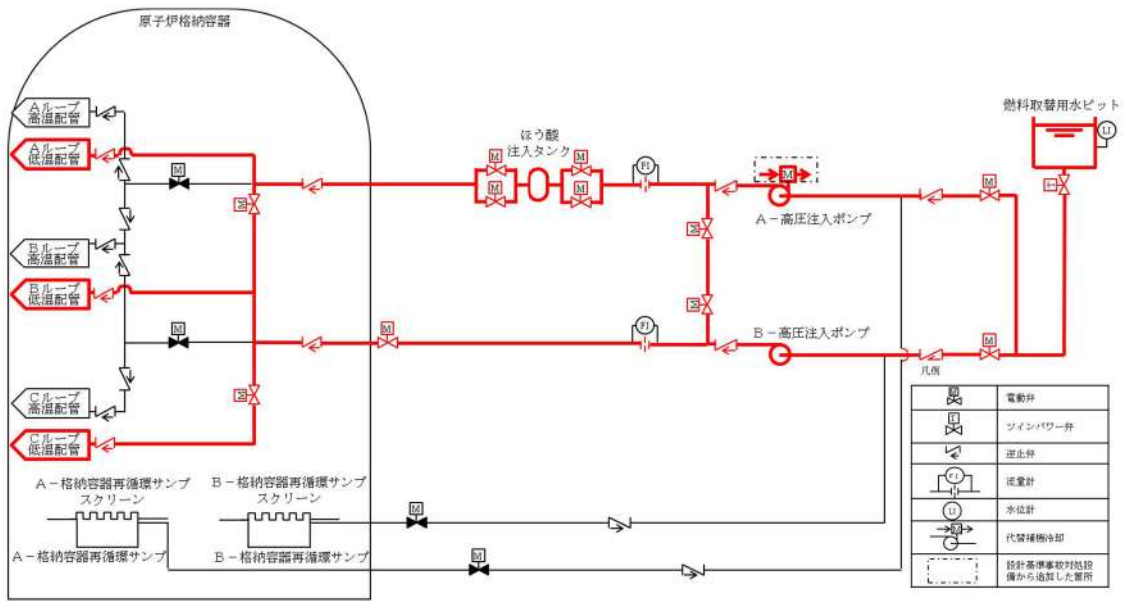 原子炉格納容器
Aループ
高温配管
Aループ
低温配管
Bループ
高温配管
Bループ
低温配管
Cループ
高温配管
Cループ
低温配管
M
M
M
M
ほう酸
注入タンク
M
M
M
M
FI
M
A-高圧注入ポンプ
M
M
M
FI
B-高圧注入ポンプ
M
M
燃料取替用水ピット
LI
T
A-格納容器再循環サンプ
スクリーン
A-格納容器再循環サンプ
B-格納容器再循環サンプ
スクリーン
B-格納容器再循環サンプ
M
M
凡例
M
電動弁
T
ツインパワー弁
逆止弁
FI
流量計
LI
水位計
M
代替補機冷却
設計基準事故対処設
備から追加した箇所